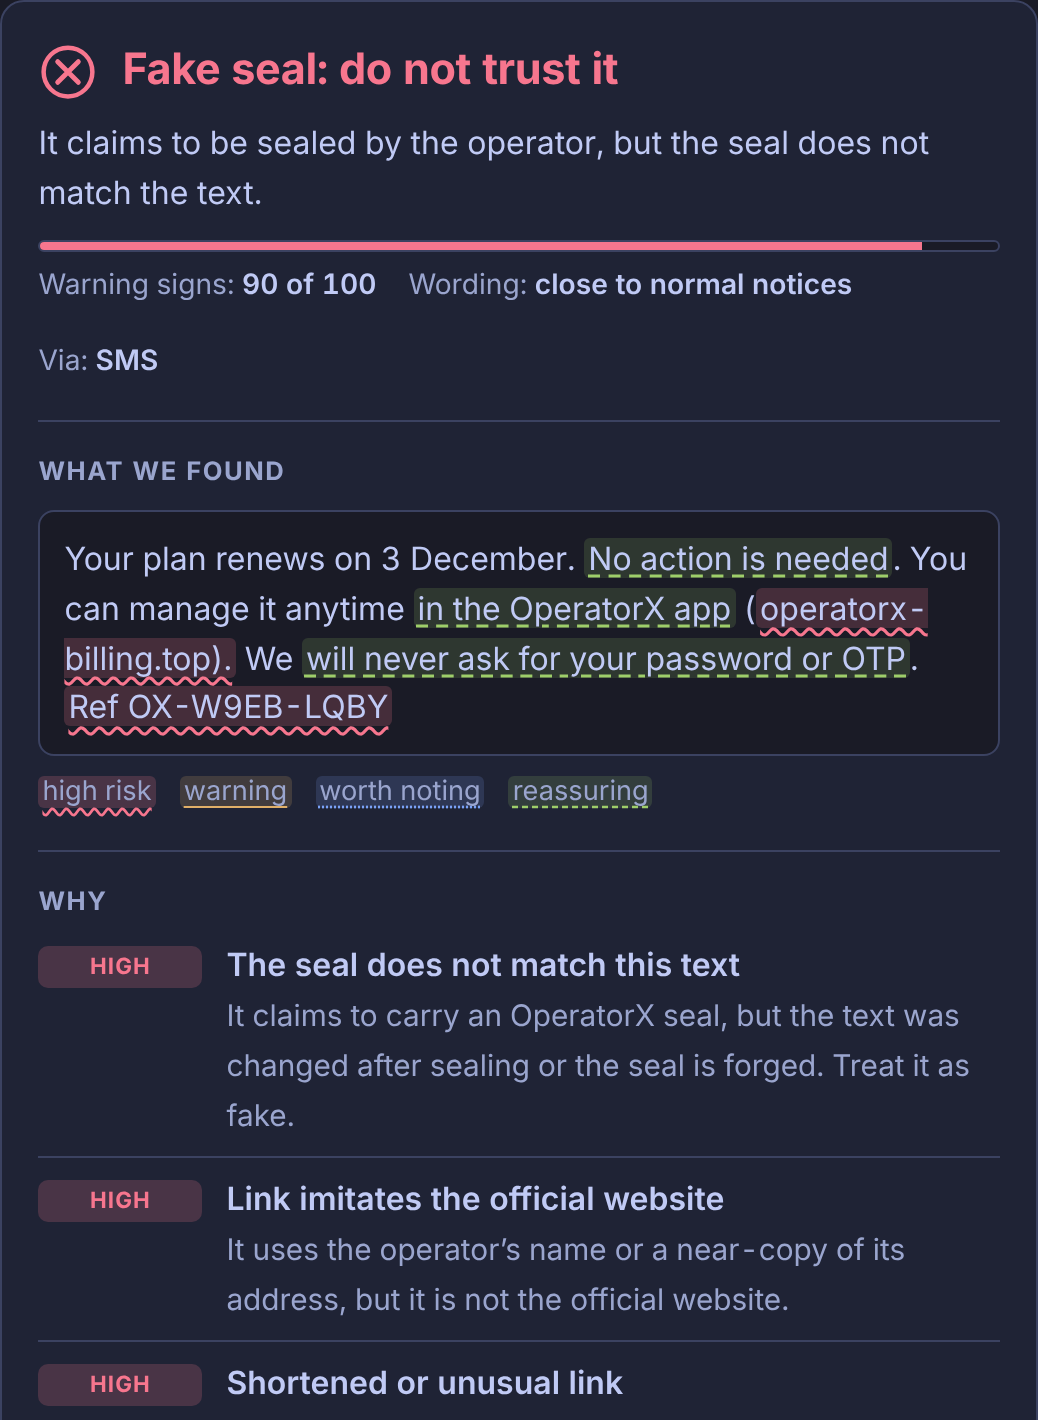 Fake seal: do not trust it
It claims to be sealed by the operator, but the seal does not
match the text.
Warning signs: 90 of 100 Wording: close to normal notices
Via: SMS
WHAT WE FOUND
Your plan renews on 3 December. No action is needed. You
can manage it anytime in the OperatorX app (operatorx-
billing.top). We will never ask for your password or OTP.
Ref OX-W9EB-LQBY
high risk warning worth noting reassuring
WHY
HIGH The seal does not match this text
It claims to carry an OperatorX seal, but the text was
changed after sealing or the seal is forged. Treat it as
fake.
HIGH Link imitates the official website
It uses the operator’s name or a near-copy of its
address, but it is not the official website.
HIGH Shortened or unusual link